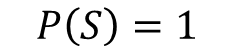 P(S) = 1